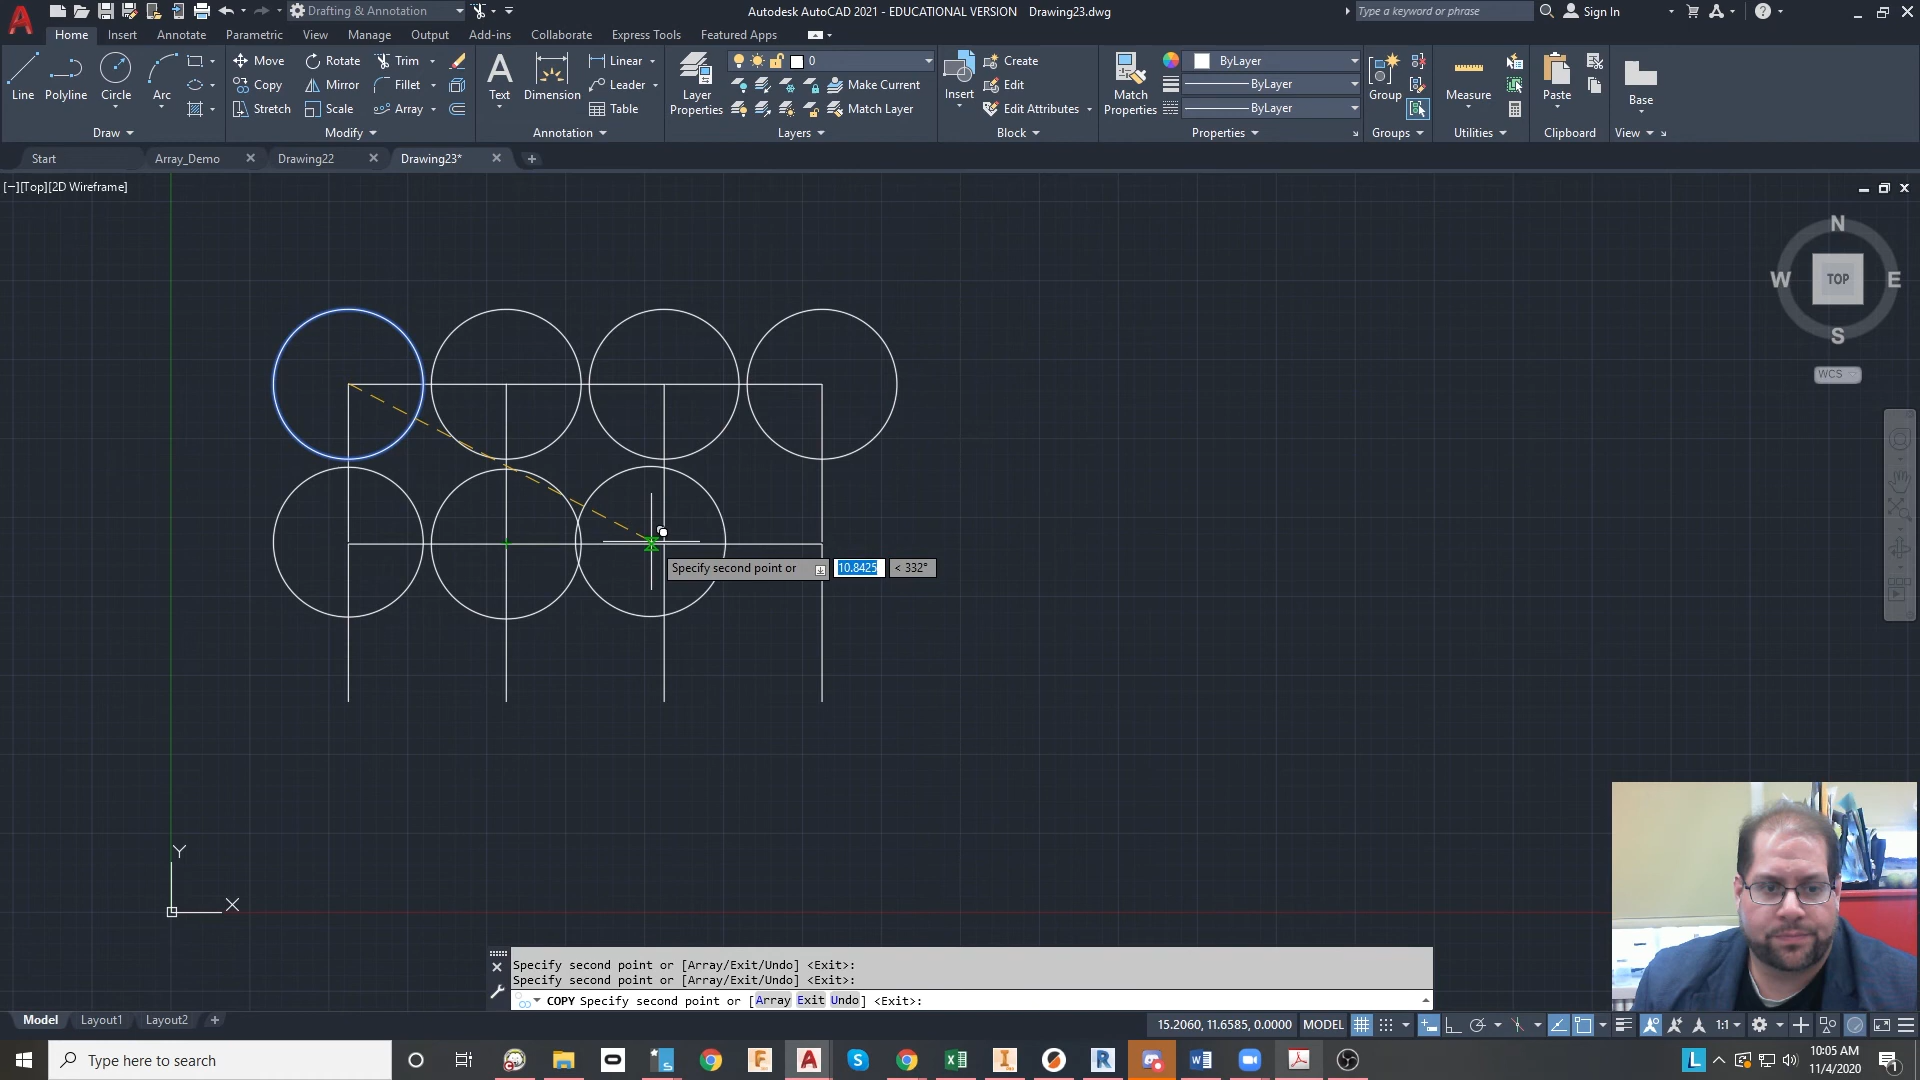 Drafting & Annotation
Autodesk AutoCAD 2021 - EDUCATIONAL VERSION Drawing23.dwg
Type a keyword or phrase
Sign In
Home Insert Annotate Parametric View Manage Output Add-ins Collaborate Express Tools Featured Apps
Line Polyline Circle Arc
Move Rotate Trim
Copy Mirror Fillet
Stretch Scale Array
Text Dimension
Linear
Leader
Table
Layer Properties
0
Make Current
Match Layer
Insert
Create
Edit
Edit Attributes
Match Properties
ByLayer
ByLayer
ByLayer
Group Measure Paste Base
Draw Modify Annotation Layers Block Properties Groups Utilities Clipboard View
Start Array_Demo Drawing22 Drawing23*
[−][Top][2D Wireframe]
N
W TOP E
S
WCS
Specify second point or 10.8425 < 332°
Y
X
Specify second point or [Array/Exit/Undo] <Exit>:
Specify second point or [Array/Exit/Undo] <Exit>:
COPY Specify second point or [Array Exit Undo] <Exit>:
Model Layout1 Layout2
15.2060, 11.6585, 0.0000 MODEL 1:1
Type here to search
10:05 AM
11/4/2020